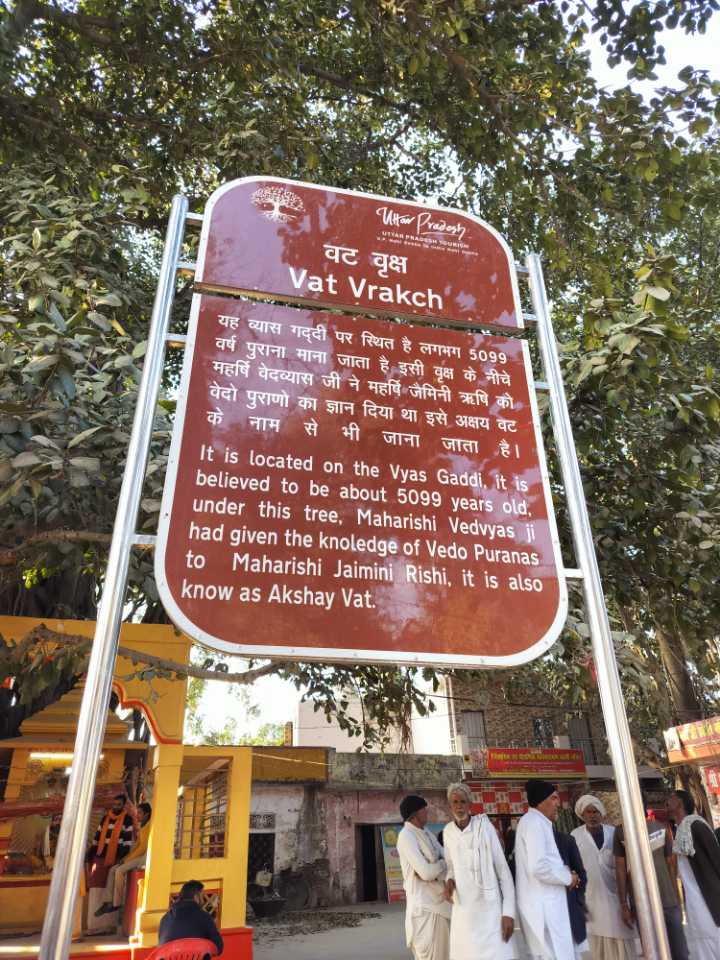 Uttar Pradesh
UTTAR PRADESH TOURISM
वट वृक्ष
Vat Vrakch
यह व्यास गद्दी पर स्थित है लगभग 5099
वर्ष पुराना माना जाता है इसी वृक्ष के नीचे
महर्षि वेदव्यास जी ने महर्षि जैमिनी ऋषि को
वेदो पुराणो का ज्ञान दिया था इसे अक्षय वट
के नाम से भी जाना जाता है।
It is located on the Vyas Gaddi, it is
believed to be about 5099 years old,
under this tree, Maharishi Vedvyas ji
had given the knoledge of Vedo Puranas
to Maharishi Jaimini Rishi, it is also
know as Akshay Vat.